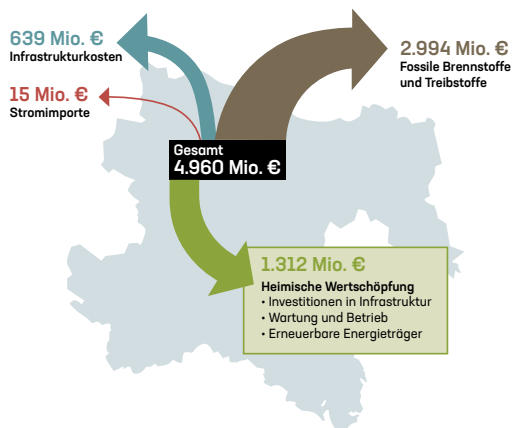 639 Mio. €
Infrastrukturkosten
15 Mio. €
Stromimporte
2.994 Mio. €
Fossile Brennstoffe
und Treibstoffe
Gesamt
4.960 Mio. €
1.312 Mio. €
Heimische Wertschöpfung
• Investitionen in Infrastruktur
• Wartung und Betrieb
• Erneuerbare Energieträger